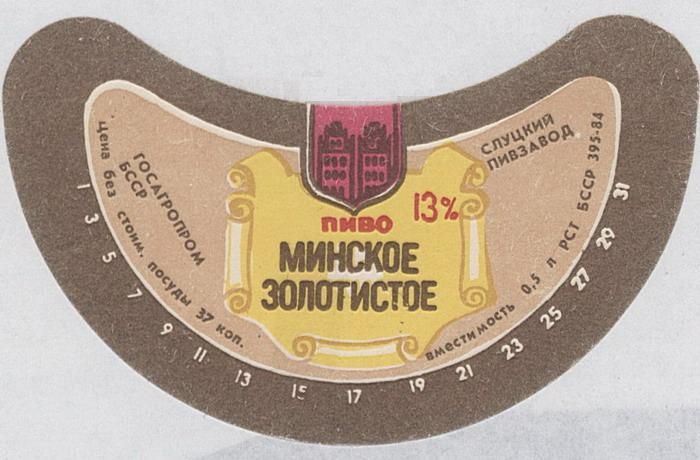 ГОСАГРОПРОМ
БССР
Цена без стоим. посуды 37 коп.
ПИВО
13%
МИНСКОЕ
ЗОЛОТИСТОЕ
СЛУЦКИЙ
ПИВЗАВОД
вместимость 0,5 л РСТ БССР 395-84
1 3 5 7 9 11 13 15 17 19 21 23 25 27 29 31